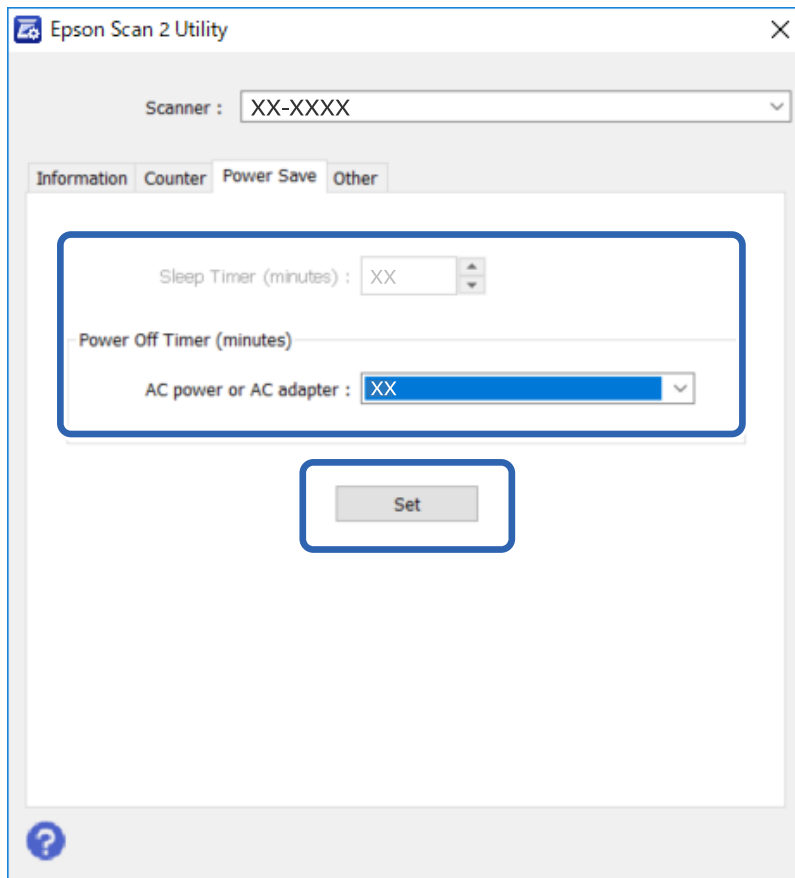 Epson Scan 2 Utility
Scanner : XX-XXXX
Information Counter Power Save Other
Sleep Timer (minutes) : XX
Power Off Timer (minutes)
AC power or AC adapter : XX
Set
?